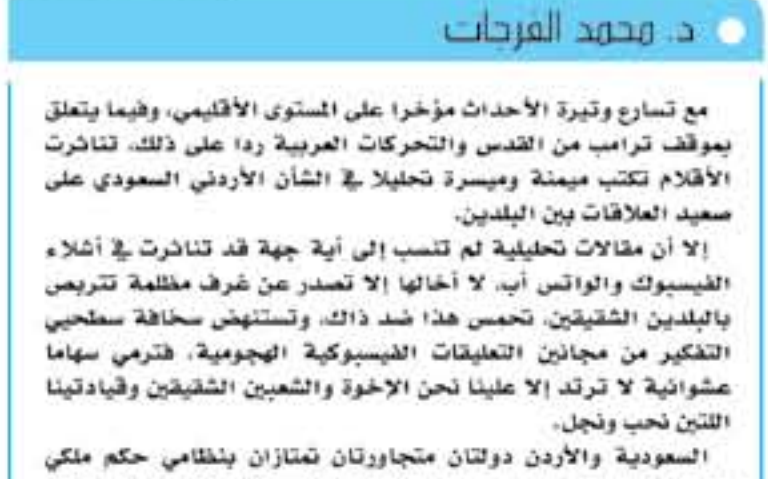 د. محمد الفرجات
مع تسارع وتيرة الأحداث مؤخرا على المستوى الأقليمي، وفيما يتعلق
بموقف ترامب من القدس والتحركات العربية ردا على ذلك، تناثرت
الأقلام تكتب ميمنة وميسرة تحليلا في الشأن الأردني السعودي على
صعيد العلاقات بين البلدين.
إلا أن مقالات تحليلية لم تنسب إلى أية جهة قد تناثرت في أشلاء
الفيسبوك والواتس أب، لا أخالها إلا تصدر عن غرف مظلمة تتربص
بالبلدين الشقيقين، تحمس هذا ضد ذاك، وتستنهض سخافة سطحيي
التفكير من مجانين التعليقات الفيسبوكية الهجومية، فترمي سهاما
عشوائية لا ترتد إلا علينا نحن الإخوة والشعبين الشقيقين وقيادتينا
اللتين نحب ونجل.
السعودية والأردن دولتان متجاورتان تمتازان بنظامي حكم ملكي